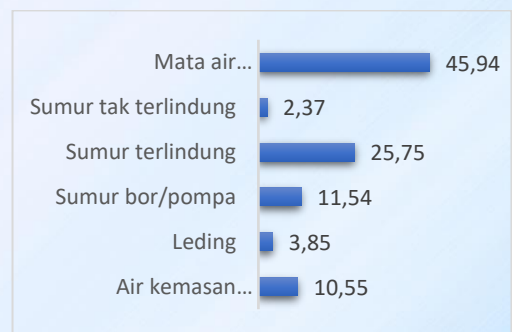 Mata air... 45,94
Sumur tak terlindung 2,37
Sumur terlindung 25,75
Sumur bor/pompa 11,54
Leding 3,85
Air kemasan... 10,55